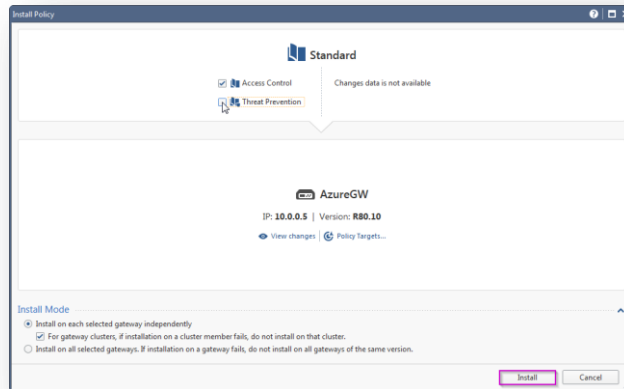 Install Policy
Standard
Access Control
Changes data is not available
Threat Prevention
AzureGW
IP: 10.0.0.5 | Version: R80.10
View changes | Policy Targets...
Install Mode
Install on each selected gateway independently
For gateway clusters, if installation on a cluster member fails, do not install on that cluster.
Install on all selected gateways. If installation on a gateway fails, do not install on all gateways of the same version.
Install Cancel